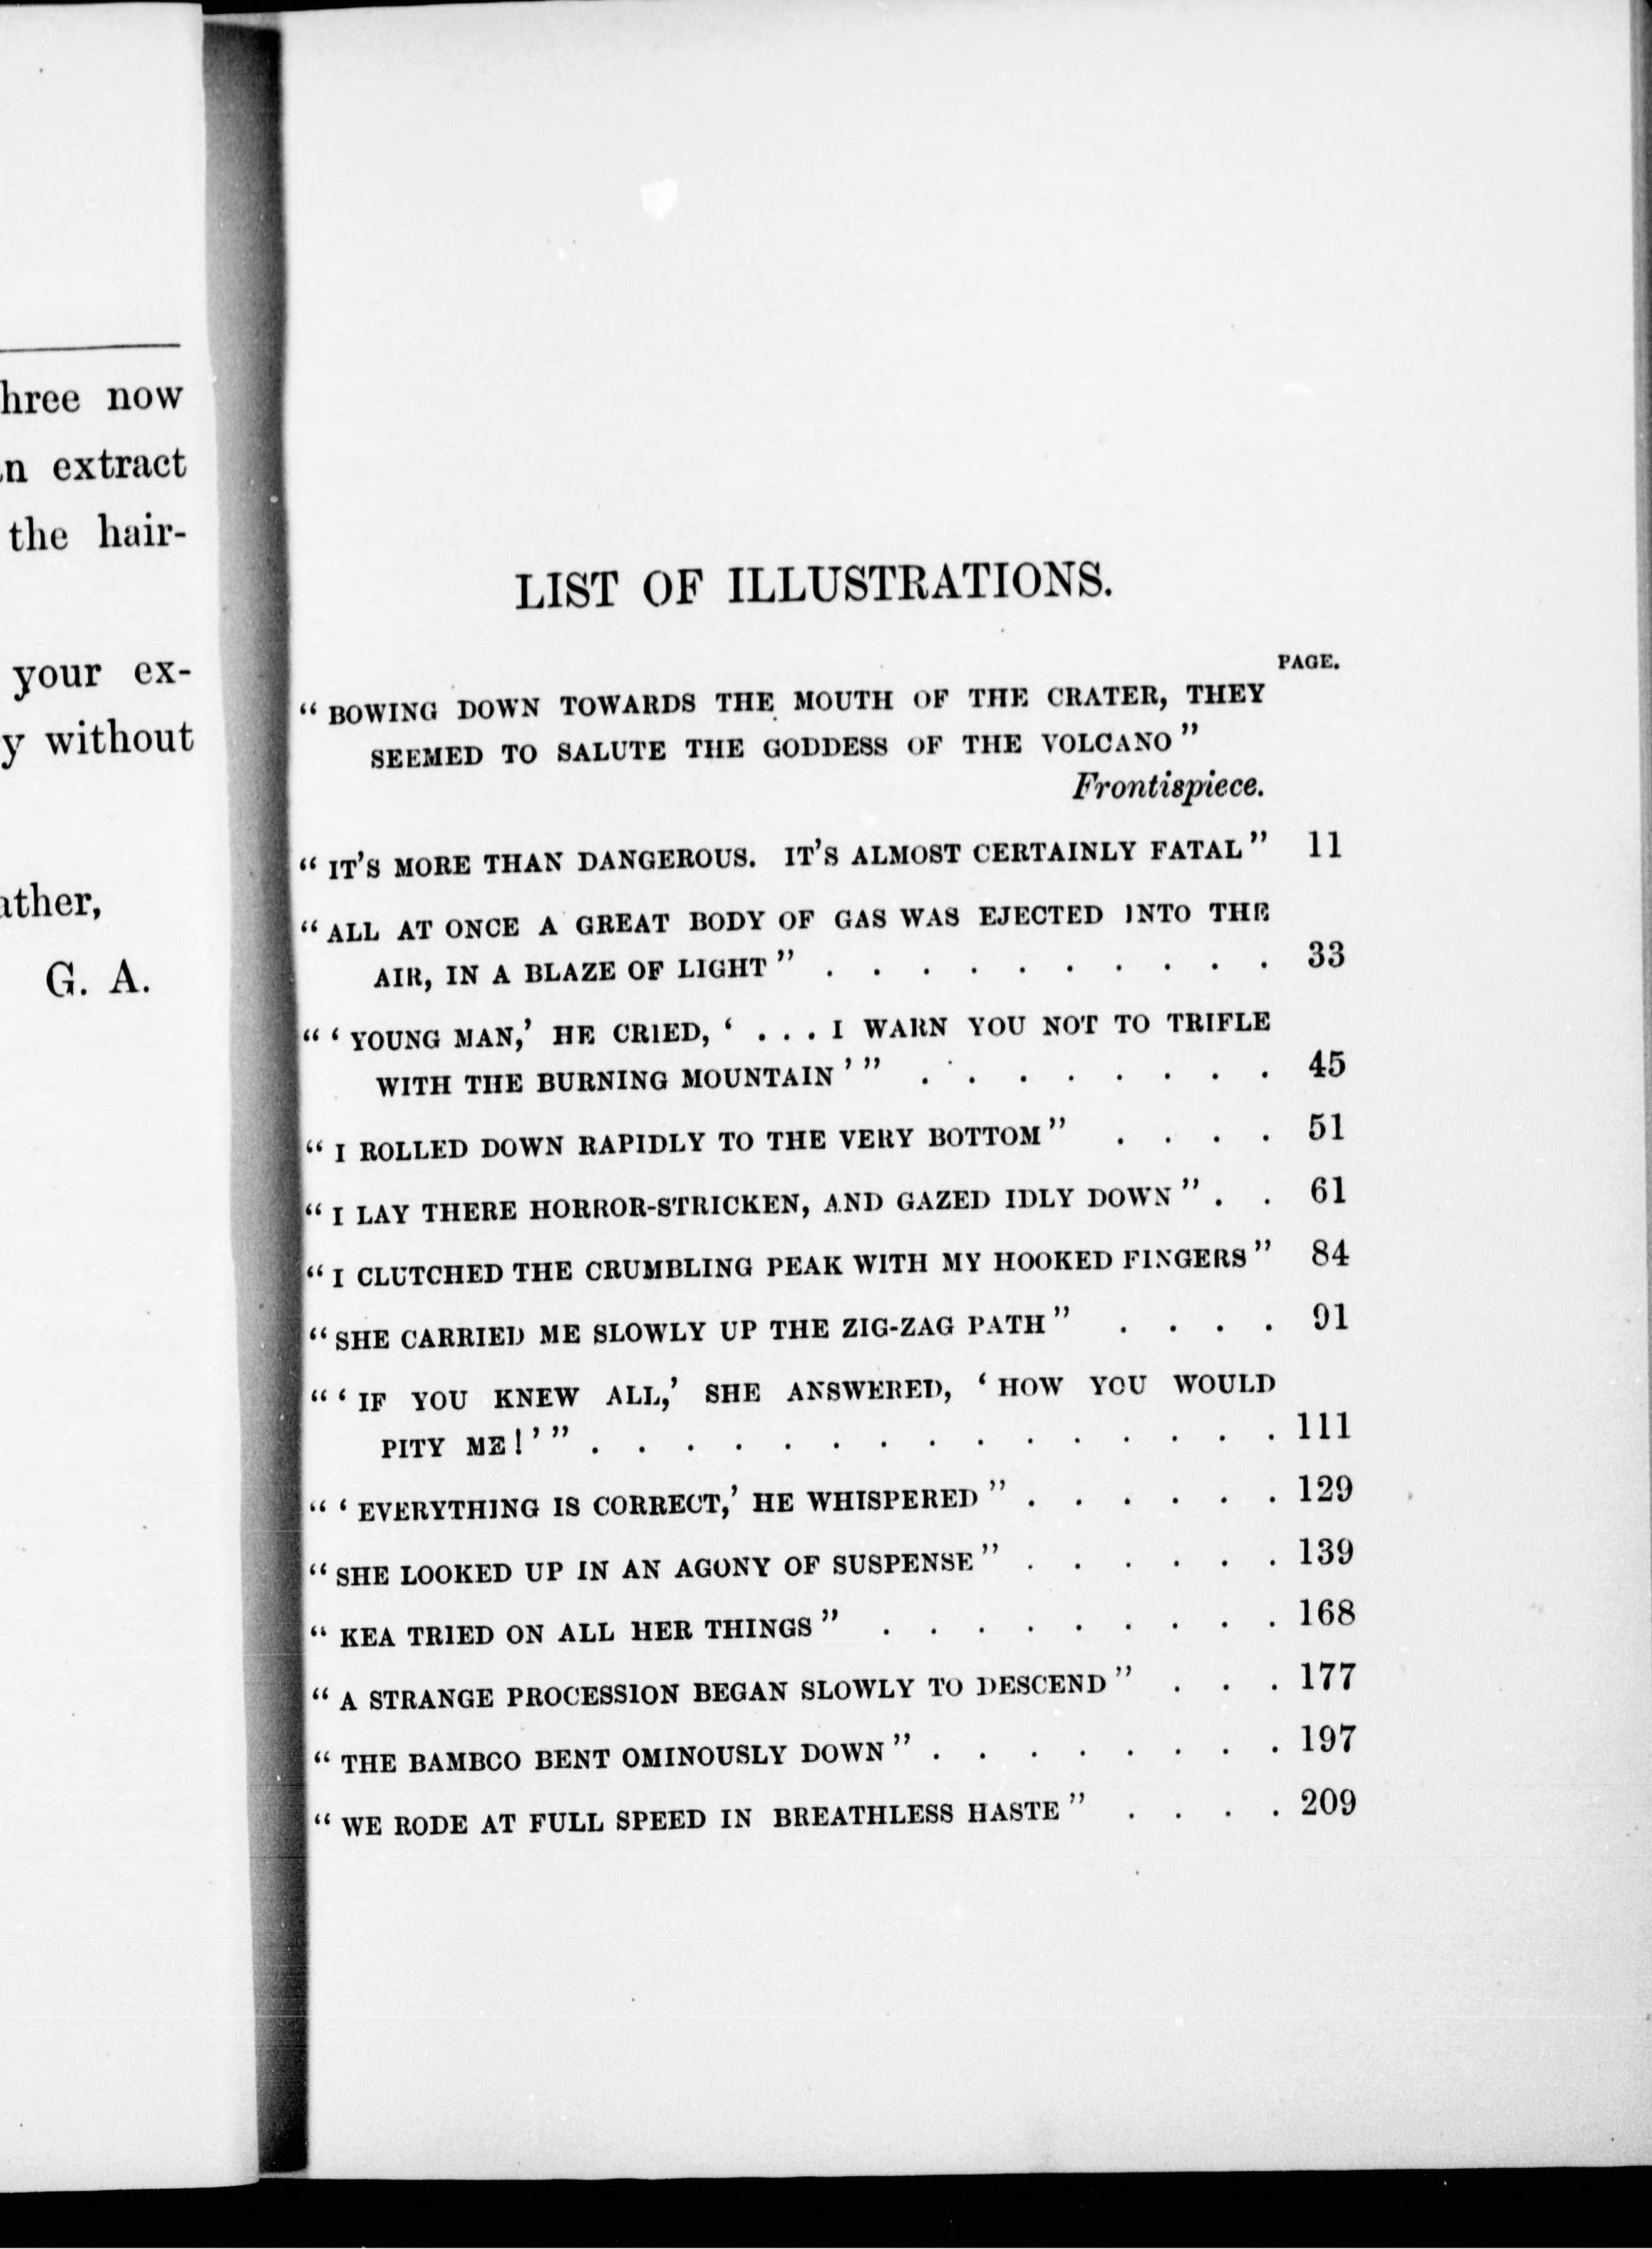 hree now
n extract
the hair-
your ex-
y without
ather,
G. A.
LIST OF ILLUSTRATIONS.
PAGE.
“ BOWING DOWN TOWARDS THE MOUTH OF THE CRATER, THEY
SEEMED TO SALUTE THE GODDESS OF THE VOLCANO ”
Frontispiece.
“ IT’S MORE THAN DANGEROUS. IT’S ALMOST CERTAINLY FATAL ” 11
“ ALL AT ONCE A GREAT BODY OF GAS WAS EJECTED INTO THE
AIR, IN A BLAZE OF LIGHT ” . . . . . . . . . . 33
“ ‘ YOUNG MAN,’ HE CRIED, ‘ . . . I WARN YOU NOT TO TRIFLE
WITH THE BURNING MOUNTAIN ’ ” . . . . . . . . 45
“ I ROLLED DOWN RAPIDLY TO THE VERY BOTTOM ” . . . . 51
“ I LAY THERE HORROR-STRICKEN, AND GAZED IDLY DOWN ” . . 61
“ I CLUTCHED THE CRUMBLING PEAK WITH MY HOOKED FINGERS ” 84
“ SHE CARRIED ME SLOWLY UP THE ZIG-ZAG PATH ” . . . . 91
“ ‘ IF YOU KNEW ALL,’ SHE ANSWERED, ‘ HOW YOU WOULD
PITY ME ! ’ ” . . . . . . . . . . . . . . . 111
“ ‘ EVERYTHING IS CORRECT,’ HE WHISPERED ” . . . . . . 129
“ SHE LOOKED UP IN AN AGONY OF SUSPENSE ” . . . . . . 139
“ KEA TRIED ON ALL HER THINGS ” . . . . . . . . . 168
“ A STRANGE PROCESSION BEGAN SLOWLY TO DESCEND ” . . . 177
“ THE BAMBOO BENT OMINOUSLY DOWN ” . . . . . . . . 197
“ WE RODE AT FULL SPEED IN BREATHLESS HASTE ” . . . . 209